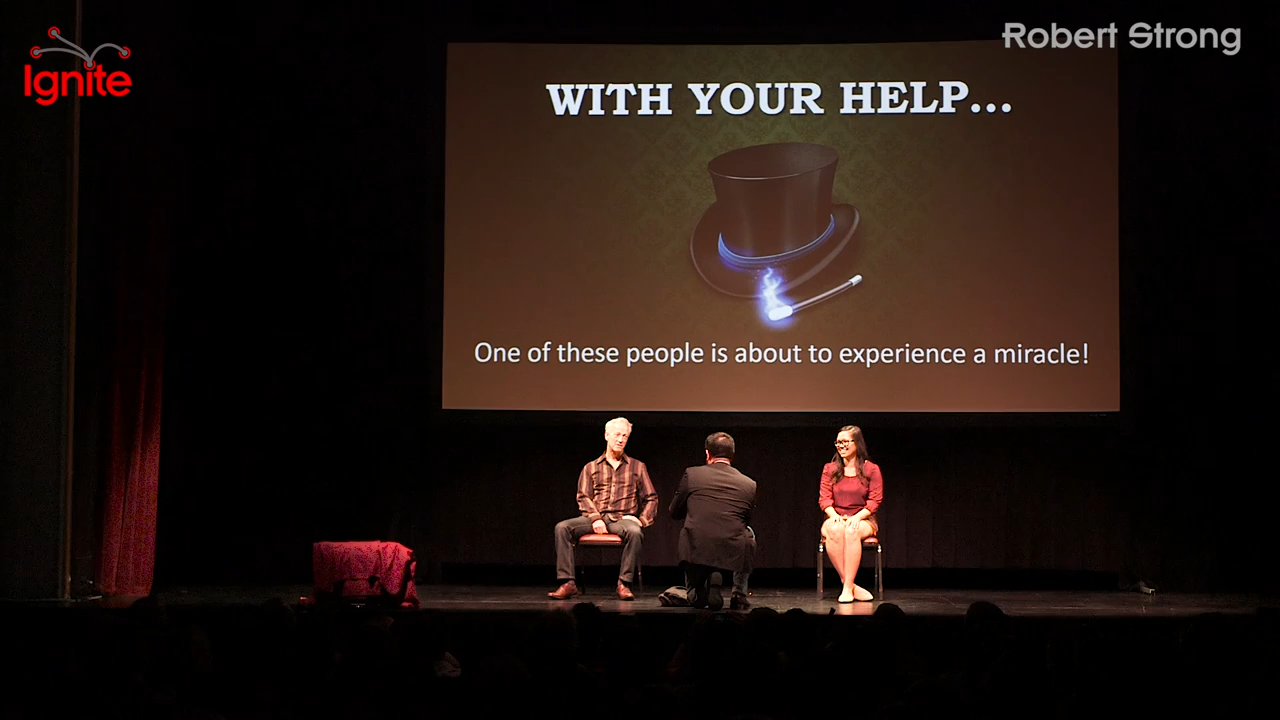 Ignite
Robert Strong
WITH YOUR HELP...
One of these people is about to experience a miracle!